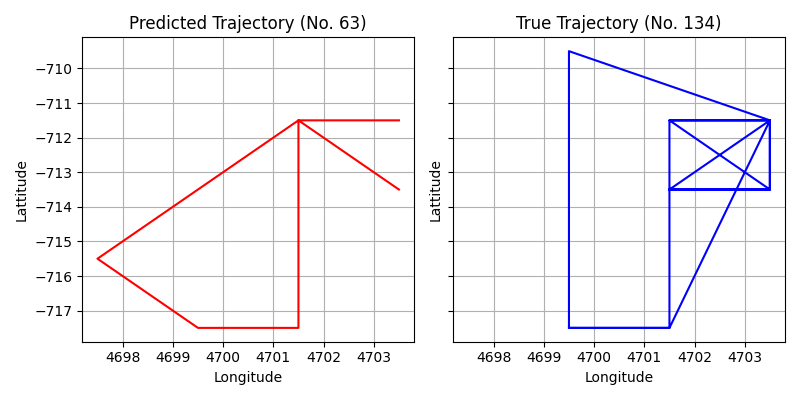 Predicted Trajectory (No. 63)
True Trajectory (No. 134)
−710
−711
−712
−713
−714
−715
−716
−717
Lattitude
Lattitude
4698 4699 4700 4701 4702 4703
4698 4699 4700 4701 4702 4703
Longitude
Longitude